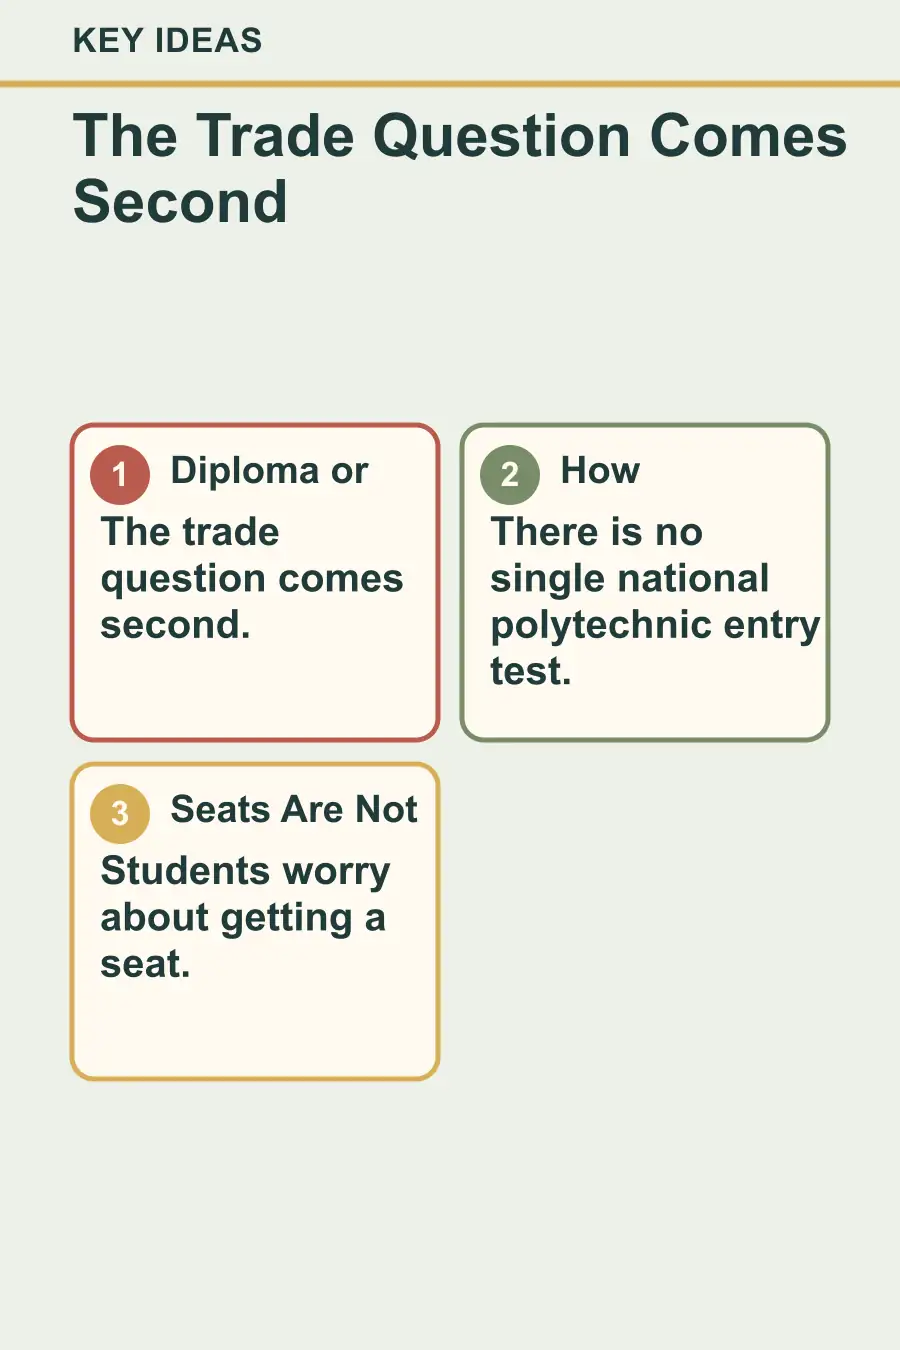 KEY IDEAS
The Trade Question Comes
Second
1 Diploma or
The trade
question comes
second.
2 How
There is no
single national
polytechnic entry
test.
3 Seats Are Not
Students worry
about getting a
seat.